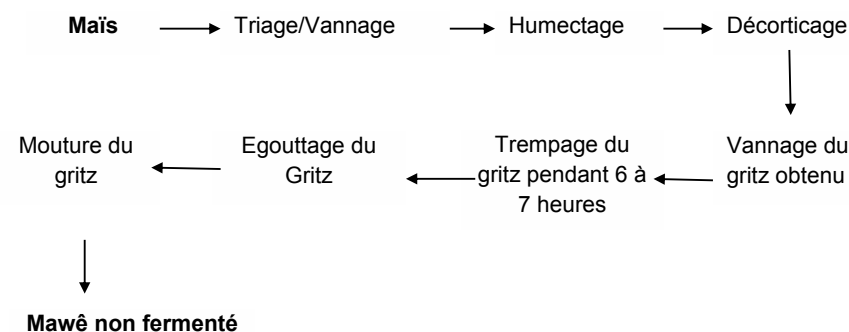 Maïs
Triage/Vannage
Humectage
Décorticage
Vannage du
gritz obtenu
Trempage du
gritz pendant 6 à
7 heures
Egouttage du
Gritz
Mouture du
gritz
Mawê non fermenté